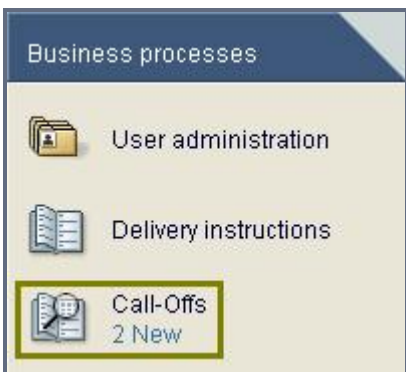 Business processes
User administration
Delivery instructions
Call-Offs
2 New